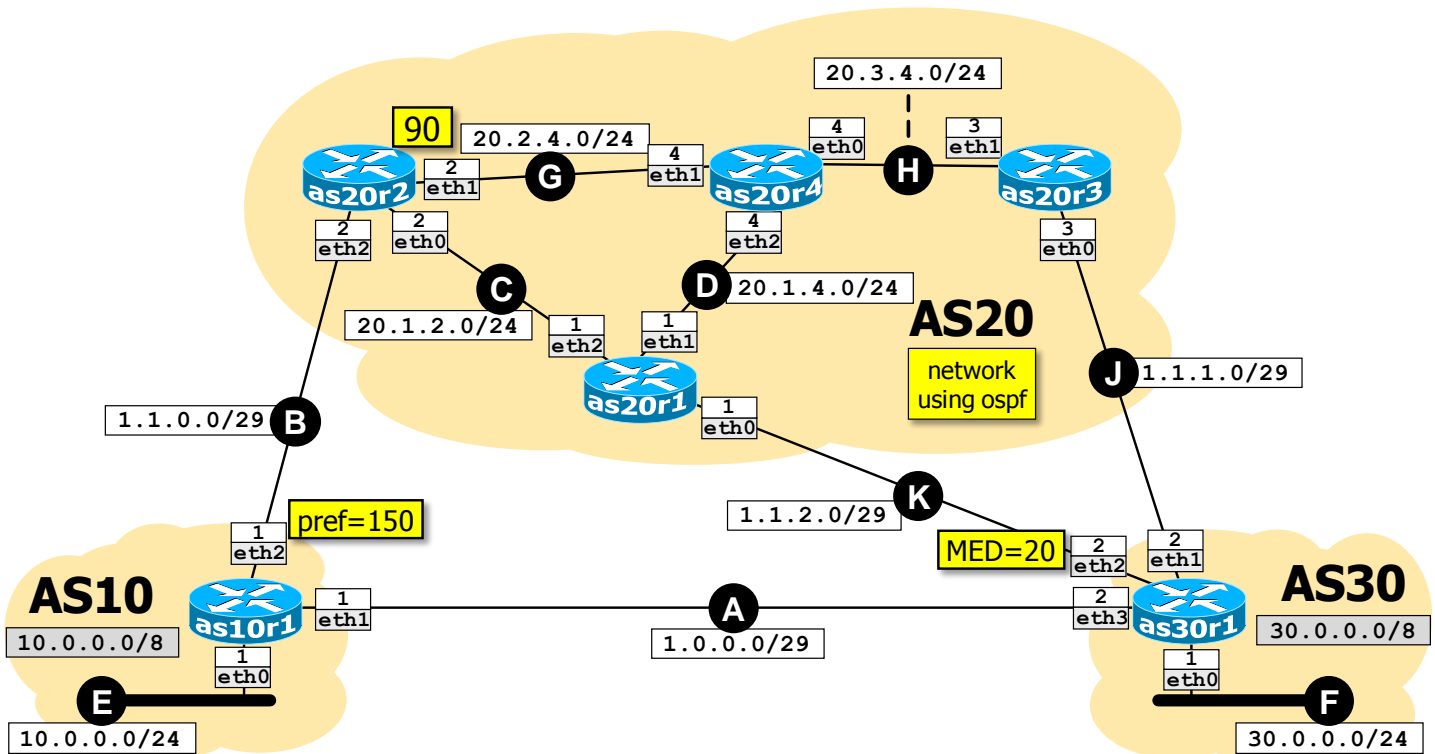 20.3.4.0/24
90
20.2.4.0/24
4
eth0
3
eth1
2
eth1
G
4
eth1
H
as20r2
as20r4
as20r3
2
eth2
2
eth0
4
eth2
3
eth0
C
D
20.1.4.0/24
20.1.2.0/24
1
eth2
1
eth1
AS20
network
using ospf
J
1.1.1.0/29
as20r1
1
eth0
1.1.0.0/29
B
K
1.1.2.0/29
pref=150
MED=20
1
eth2
2
eth2
2
eth1
AS10
10.0.0.0/8
as10r1
1
eth1
A
1.0.0.0/29
2
eth3
as30r1
AS30
30.0.0.0/8
1
eth0
1
eth0
E
10.0.0.0/24
F
30.0.0.0/24